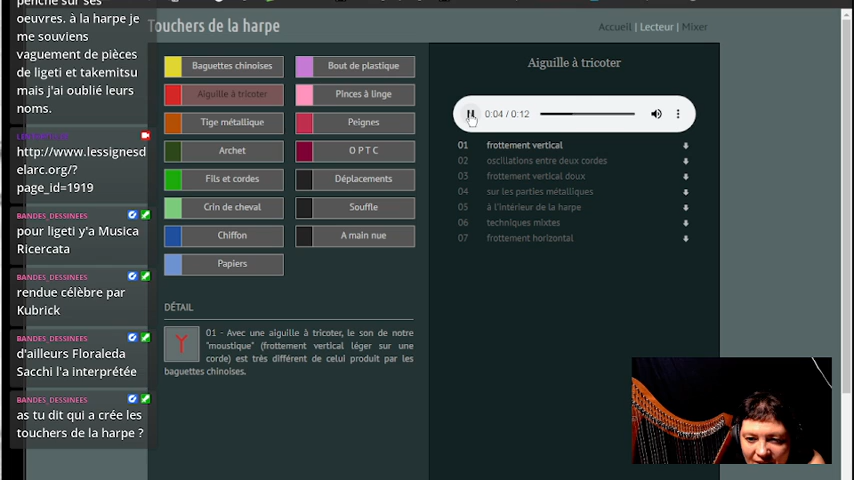 penché sur ses
oeuvres. à la harpe je
me souviens
vaguement de pièces
de ligeti et takemitsu
mais j'ai oublié leurs
noms.
http://www.lessignesd
elarc.org/?
page_id=1919
BANDES_DESSINEES
pour ligeti y'a Musica
Ricercata
BANDES_DESSINEES
rendue célèbre par
Kubrick
BANDES_DESSINEES
d'ailleurs Floraleda
Sacchi l'a interprétée
BANDES_DESSINEES
as tu dit qui a crée les
touchers de la harpe ?
Touchers de la harpe
Accueil | Lecteur | Mixer
Baguettes chinoises
Aiguille à tricoter
Tige métallique
Archet
Fils et cordes
Crin de cheval
Chiffon
Papiers
Bout de plastique
Pinces à linge
Peignes
O P T C
Déplacements
Souffle
A main nue
DÉTAIL
01 - Avec une aiguille à tricoter, le son de notre
"moustique" (frottement vertical léger sur une
corde) est très différent de celui produit par les
baguettes chinoises.
Aiguille à tricoter
0:04 / 0:12
01 frottement vertical
02 oscillations entre deux cordes
03 frottement vertical doux
04 sur les parties métalliques
05 à l'intérieur de la harpe
06 techniques mixtes
07 frottement horizontal